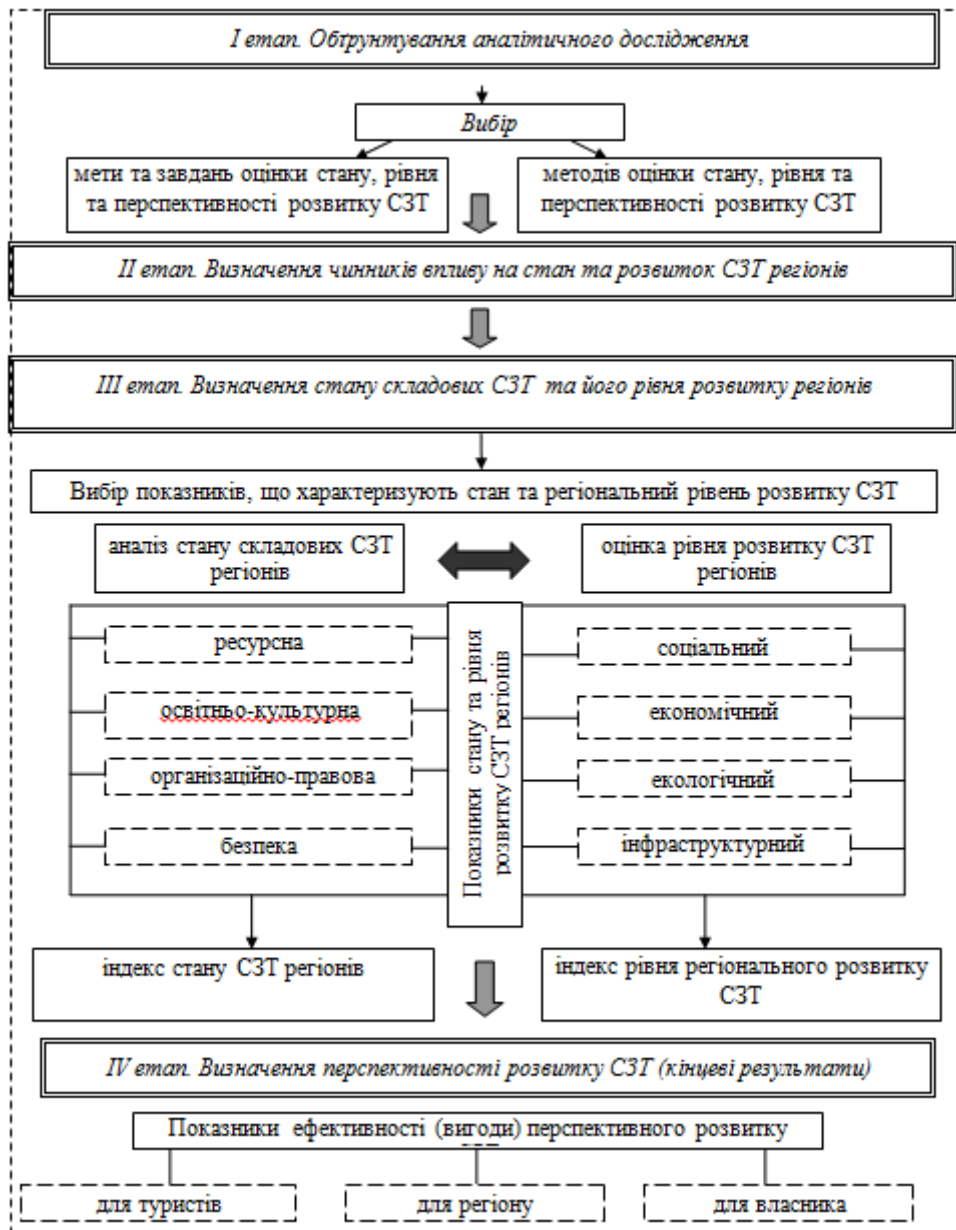 I етап. Обґрунтування аналітичного дослідження
Вибір
мети та завдань оцінки стану, рівня
та перспективності розвитку СЗТ
методів оцінки стану, рівня та
перспективності розвитку СЗТ
II етап. Визначення чинників впливу на стан та розвиток СЗТ регіонів
III етап. Визначення стану складових СЗТ та його рівня розвитку регіонів
Вибір показників, що характеризують стан та регіональний рівень розвитку СЗТ
аналіз стану складових СЗТ
регіонів
оцінка рівня розвитку СЗТ
регіонів
ресурсна
освітньо-культурна
організаційно-правова
безпека
Показники стану та рівня
розвитку СЗТ регіонів
соціальний
економічний
екологічний
інфраструктурний
індекс стану СЗТ регіонів
індекс рівня регіонального розвитку
СЗТ
IV етап. Визначення перспективності розвитку СЗТ (кінцеві результати)
Показники ефективності (вигоди) перспективного розвитку
для туристів
для регіону
для власника